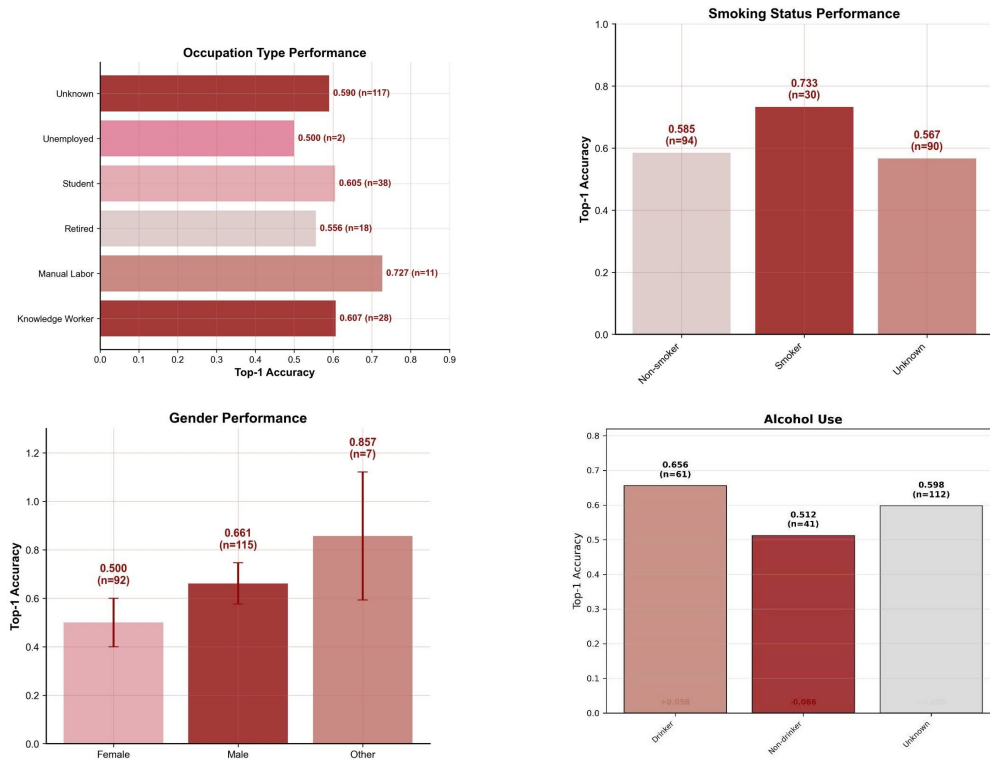 Occupation Type Performance
Unknown
0.590 (n=117)
Unemployed
0.500 (n=2)
Student
0.605 (n=38)
Retired
0.556 (n=18)
Manual Labor
0.727 (n=11)
Knowledge Worker
0.607 (n=28)
0.0 0.1 0.2 0.3 0.4 0.5 0.6 0.7 0.8 0.9
Top-1 Accuracy
Smoking Status Performance
Top-1 Accuracy
1.0
0.8
0.6
0.4
0.2
0.0
0.585
(n=94)
0.733
(n=30)
0.567
(n=90)
Non-smoker
Smoker
Unknown
Gender Performance
Top-1 Accuracy
1.2
1.0
0.8
0.6
0.4
0.2
0.0
0.500
(n=92)
0.661
(n=115)
0.857
(n=7)
Female
Male
Other
Alcohol Use
Top-1 Accuracy
0.8
0.7
0.6
0.5
0.4
0.3
0.2
0.1
0.0
0.656
(n=61)
0.512
(n=41)
0.598
(n=112)
+0.058
-0.086
Drinker
Non-drinker
Unknown